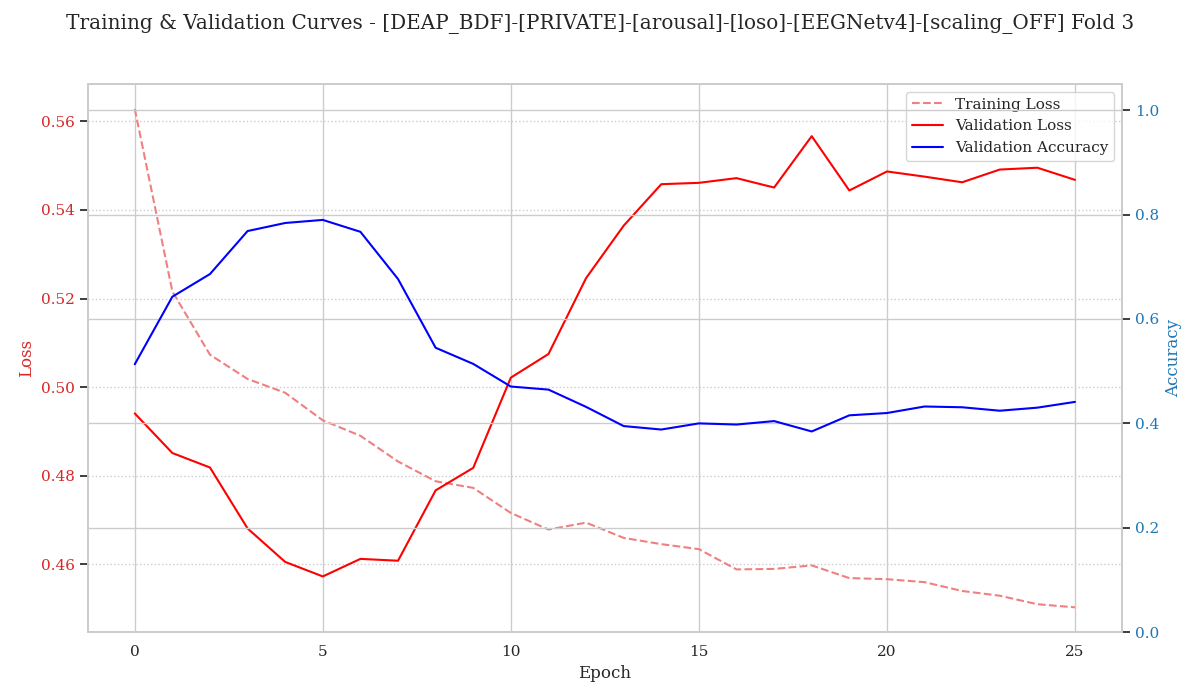 Training & Validation Curves - [DEAP_BDF]-[PRIVATE]-[arousal]-[loso]-[EEGNetv4]-[scaling_OFF] Fold 3
Training Loss
Validation Loss
Validation Accuracy
0.56
0.54
0.52
0.50
0.48
0.46
Loss
1.0
0.8
0.6
0.4
0.2
0.0
Accuracy
0
5
10
15
20
25
Epoch